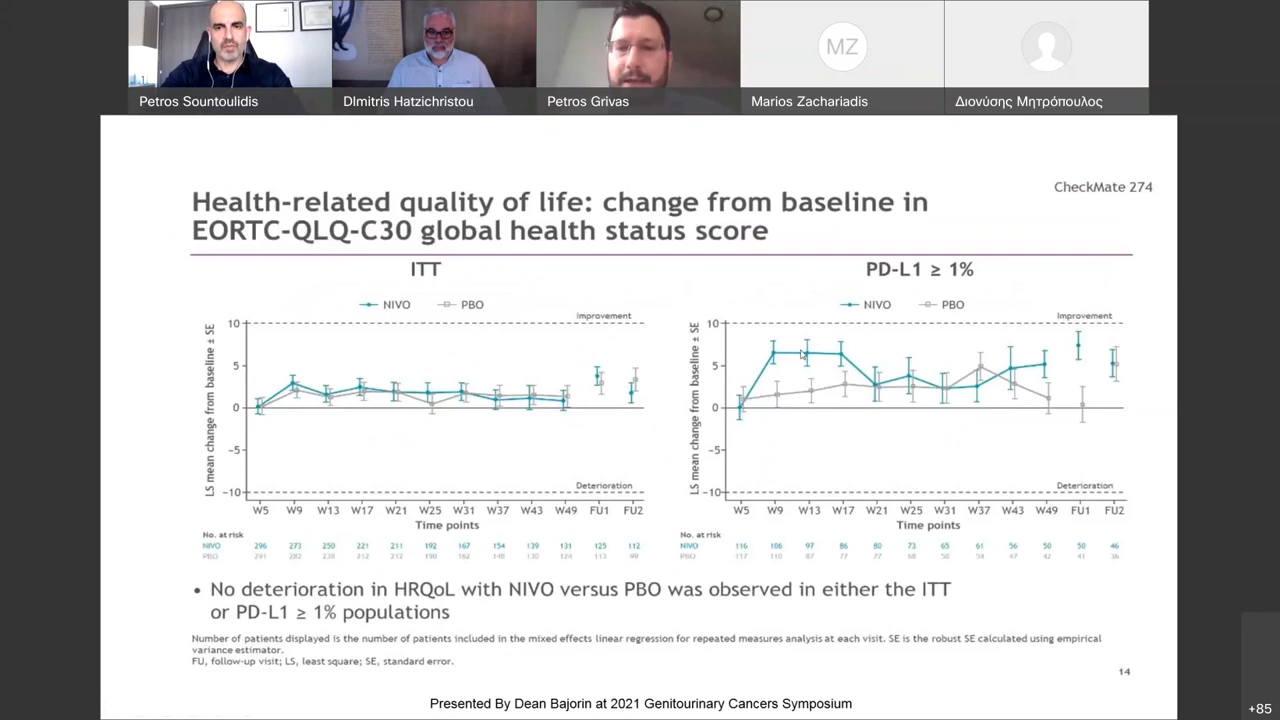 Petros Sountoulidis
DImitris Hatzichristou
Petros Grivas
MZ
Marios Zachariadis
Διονύσης Μητρόπουλος
CheckMate 274
Health-related quality of life: change from baseline in
EORTC-QLQ-C30 global health status score
ITT
NIVO PBO
Improvement
10
5
0
−5
−10
LS mean change from baseline ± SE
Deterioration
W5 W9 W13 W17 W21 W25 W31 W37 W43 W49 FU1 FU2
Time points
No. at risk
NIVO 296 273 250 221 211 192 167 154 139 131 125 112
PBO 291 282 238 212 212 190 162 148 130 113 99
PD-L1 ≥ 1%
NIVO PBO
Improvement
10
5
0
−5
−10
LS mean change from baseline ± SE
Deterioration
W5 W9 W13 W17 W21 W25 W31 W37 W43 W49 FU1 FU2
Time points
No. at risk
NIVO 116 106 97 86 80 73 65 61 56 50 50 46
PBO 117 110 87 77 77 68 58 54 47 42 41 36
• No deterioration in HRQoL with NIVO versus PBO was observed in either the ITT
or PD-L1 ≥ 1% populations
Number of patients displayed is the number of patients included in the mixed effects linear regression for repeated measures analysis at each visit. SE is the robust SE calculated using empirical
variance estimator.
FU, follow-up visit; LS, least square; SE, standard error.
14
Presented By Dean Bajorin at 2021 Genitourinary Cancers Symposium
+85